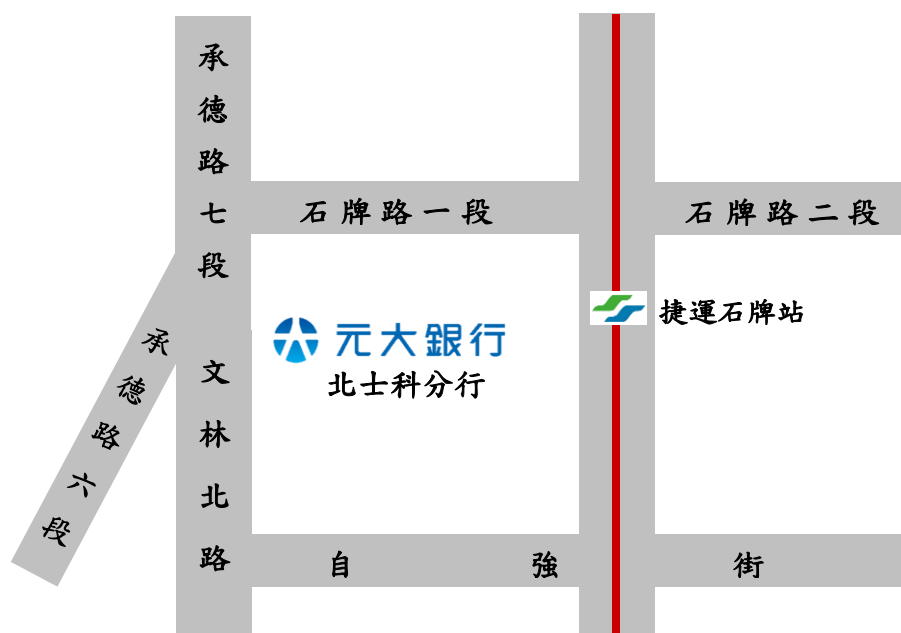 承德路七段
石牌路一段
石牌路二段
捷運石牌站
元大銀行
北士科分行
承德路六段
文林北路
自強街